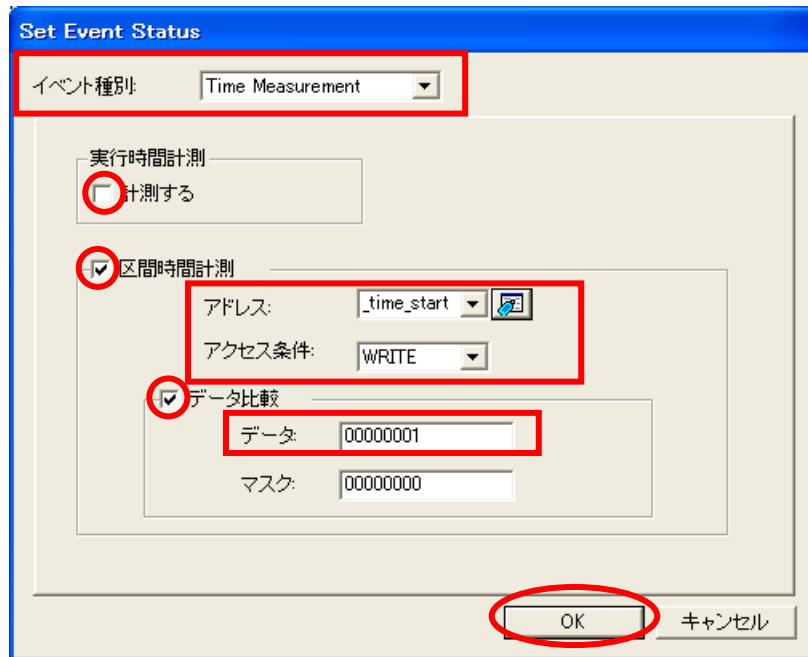 Set Event Status
イベント種別: Time Measurement
実行時間計測
計測する
区間時間計測
アドレス: _time_start
アクセス条件: WRITE
データ比較
データ: 00000001
マスク: 00000000
OK キャンセル